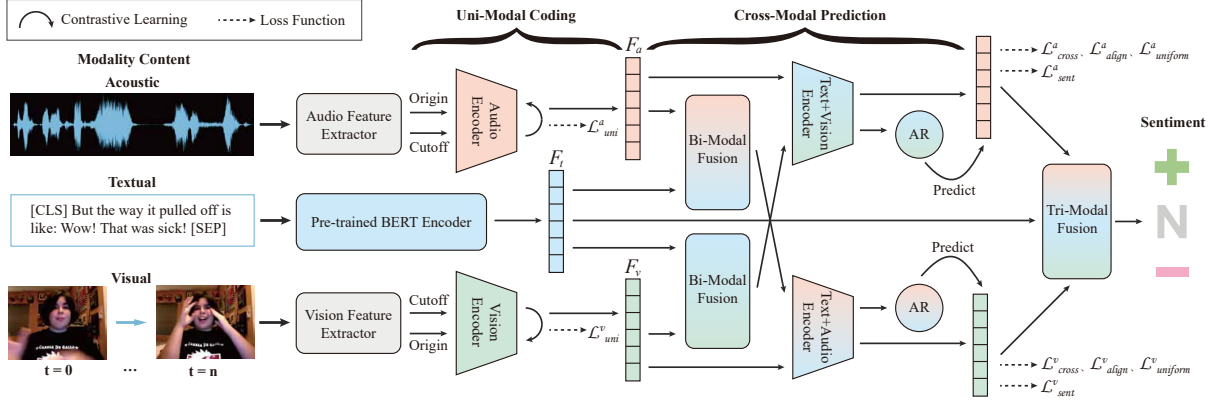 Contrastive Learning
Loss Function
Uni-Modal Coding
Cross-Modal Prediction
Modality Content
Acoustic
Audio Feature
Extractor
Origin
Cutoff
Audio
Encoder
L^a_uni
F_a
Bi-Modal
Fusion
Text+Vision
Encoder
AR
Predict
L^a_cross、L^a_align、L^a_uniform
L^a_sent
Sentiment
N
Textual
[CLS] But the way it pulled off is
like: Wow! That was sick! [SEP]
Pre-trained BERT Encoder
F_t
Tri-Modal
Fusion
Visual
t = 0
...
t = n
Vision Feature
Extractor
Cutoff
Origin
Vision
Encoder
L^v_uni
F_v
Bi-Modal
Fusion
Text+Audio
Encoder
AR
Predict
L^v_cross、L^v_align、L^v_uniform
L^v_sent